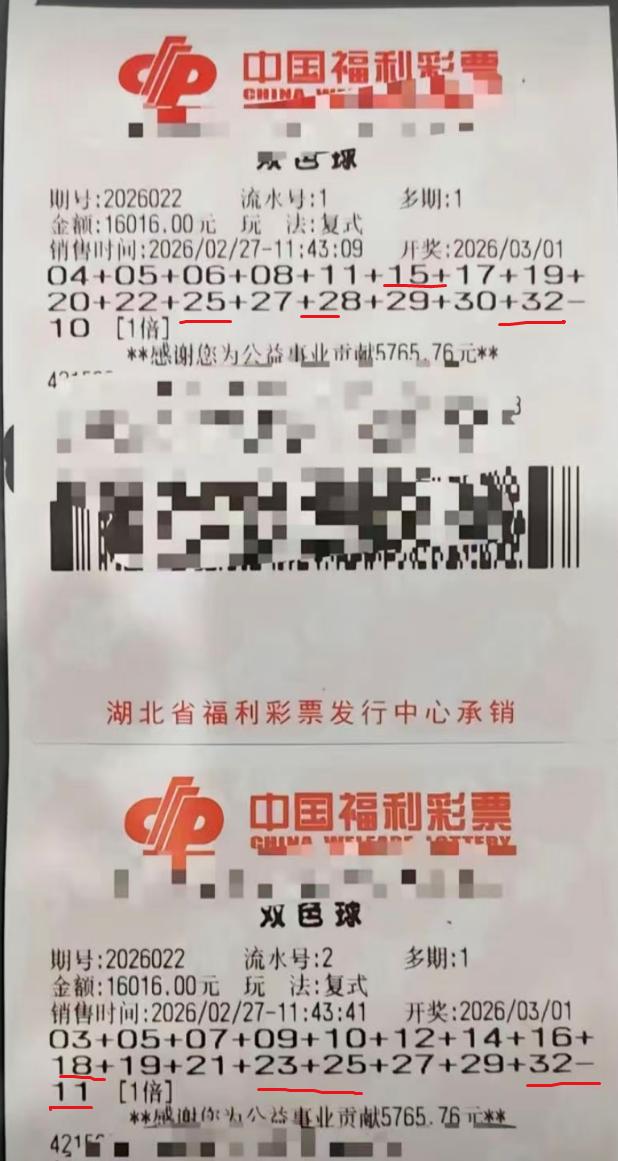 中国福利彩票
双色球
期号:2026022 流水号:1 多期:1
金额:16016.00元 玩 法:复式
销售时间:2026/02/27-11:43:09 开奖:2026/03/01
04+05+06+08+11+15+17+19+
20+22+25+27+28+29+30+32-
10 [1倍]
**感谢您为公益事业贡献5765.76元**
湖北省福利彩票发行中心承销
中国福利彩票
CHINA WELFARE LOTTERY
双色球
期号:2026022 流水号:2 多期:1
金额:16016.00元 玩 法:复式
销售时间:2026/02/27-11:43:41 开奖:2026/03/01
03+05+07+09+10+12+14+16+
18+19+21+23+25+27+29+32-
11 [1倍]
**感谢您为公益事业贡献5765.76元**